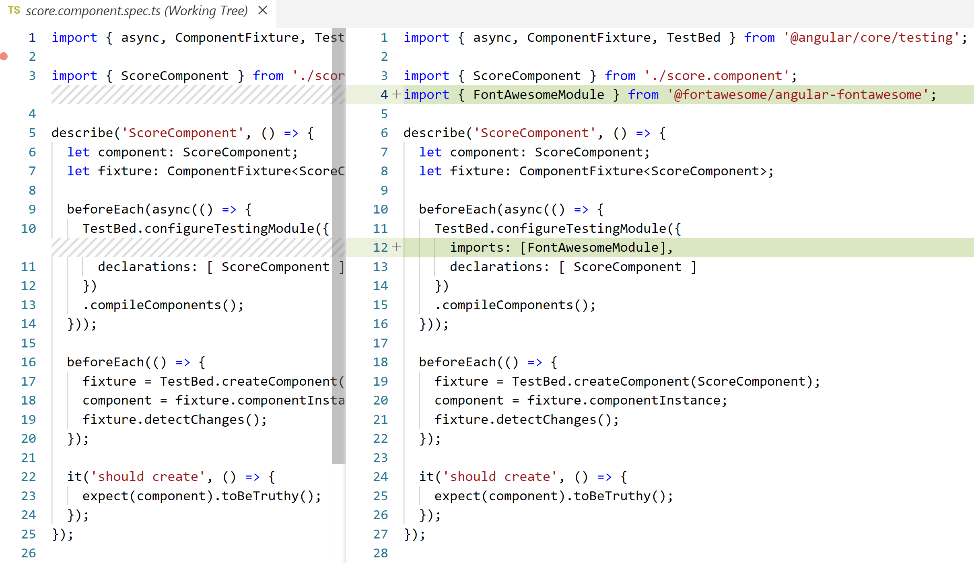 TS score.component.spec.ts (Working Tree) ×
1 import { async, ComponentFixture, Test
2
3 import { ScoreComponent } from './scor
4
5 describe('ScoreComponent', () => {
6 let component: ScoreComponent;
7 let fixture: ComponentFixture<ScoreC
8
9 beforeEach(async(() => {
10 TestBed.configureTestingModule({
11 declarations: [ ScoreComponent ]
12 })
13 .compileComponents();
14 }));
15
16 beforeEach(() => {
17 fixture = TestBed.createComponent(
18 component = fixture.componentInsta
19 fixture.detectChanges();
20 });
21
22 it('should create', () => {
23 expect(component).toBeTruthy();
24 });
25 });
26
1 import { async, ComponentFixture, TestBed } from '@angular/core/testing';
2
3 import { ScoreComponent } from './score.component';
4 + import { FontAwesomeModule } from '@fortawesome/angular-fontawesome';
5
6 describe('ScoreComponent', () => {
7 let component: ScoreComponent;
8 let fixture: ComponentFixture<ScoreComponent>;
9
10 beforeEach(async(() => {
11 TestBed.configureTestingModule({
12 + imports: [FontAwesomeModule],
13 declarations: [ ScoreComponent ]
14 })
15 .compileComponents();
16 }));
17
18 beforeEach(() => {
19 fixture = TestBed.createComponent(ScoreComponent);
20 component = fixture.componentInstance;
21 fixture.detectChanges();
22 });
23
24 it('should create', () => {
25 expect(component).toBeTruthy();
26 });
27 });
28